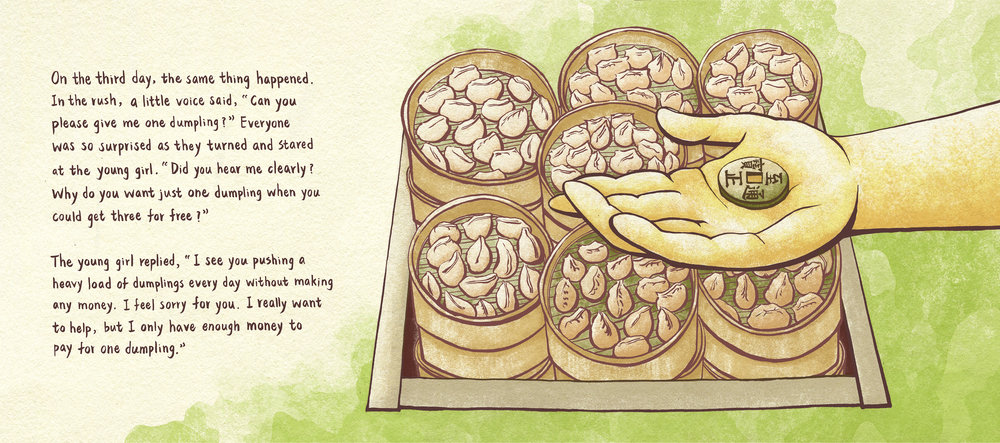 On the third day, the same thing happened.
In the rush, a little voice said, "Can you
please give me one dumpling?" Everyone
was so surprised as they turned and stared
at the young girl. "Did you hear me clearly?
Why do you want just one dumpling when you
could get three for free?"
The young girl replied, "I see you pushing a
heavy load of dumplings every day without making
any money. I feel sorry for you. I really want
to help, but I only have enough money to
pay for one dumpling."
至正通寶